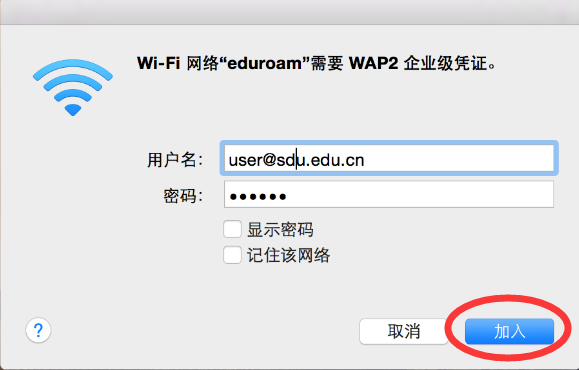 Wi-Fi 网络“eduroam”需要 WAP2 企业级凭证。
用户名：
user@sdu.edu.cn
密码：
●●●●●●
显示密码
记住该网络
?
取消
加入